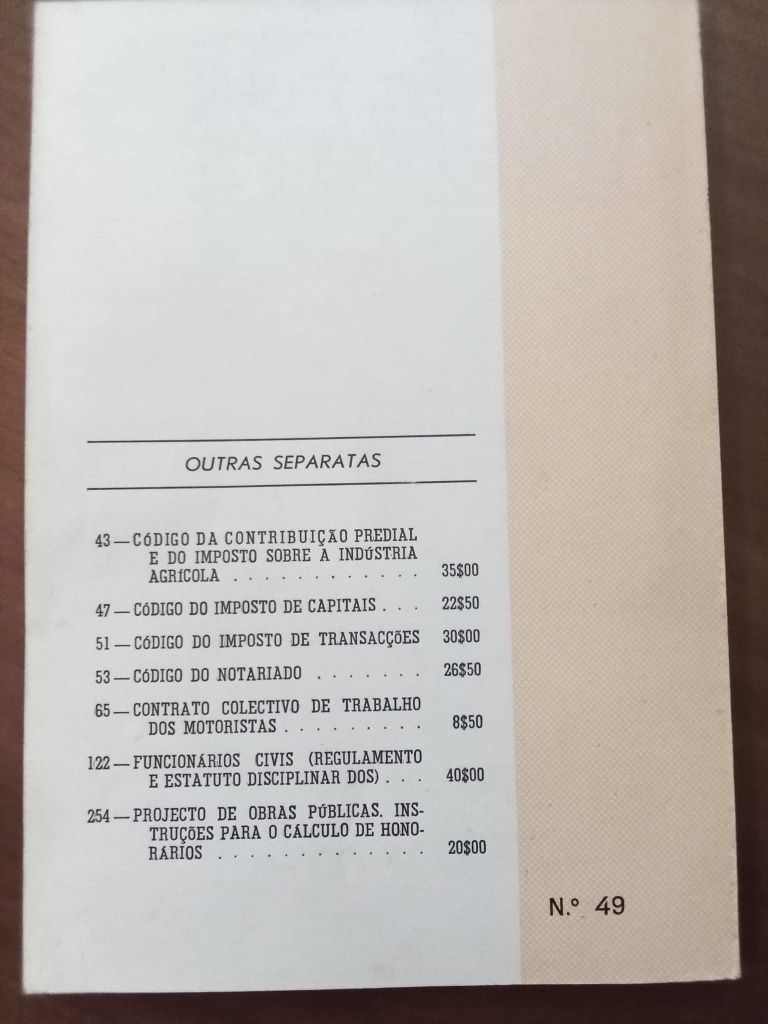 OUTRAS SEPARATAS
43 — CÓDIGO DA CONTRIBUIÇÃO PREDIAL
E DO IMPOSTO SOBRE A INDÚSTRIA
AGRÍCOLA . . . . . . . . . . . . 35$00
47 — CÓDIGO DO IMPOSTO DE CAPITAIS . . . 22$50
51 — CÓDIGO DO IMPOSTO DE TRANSACÇÕES 30$00
53 — CÓDIGO DO NOTARIADO . . . . . . . 26$50
65 — CONTRATO COLECTIVO DE TRABALHO
DOS MOTORISTAS . . . . . . . . . 8$50
122 — FUNCIONÁRIOS CIVIS (REGULAMENTO
E ESTATUTO DISCIPLINAR DOS) . . . 40$00
254 — PROJECTO DE OBRAS PÚBLICAS. INS-
TRUÇÕES PARA O CÁLCULO DE HONO-
RÁRIOS . . . . . . . . . . . . . 20$00
N.º 49